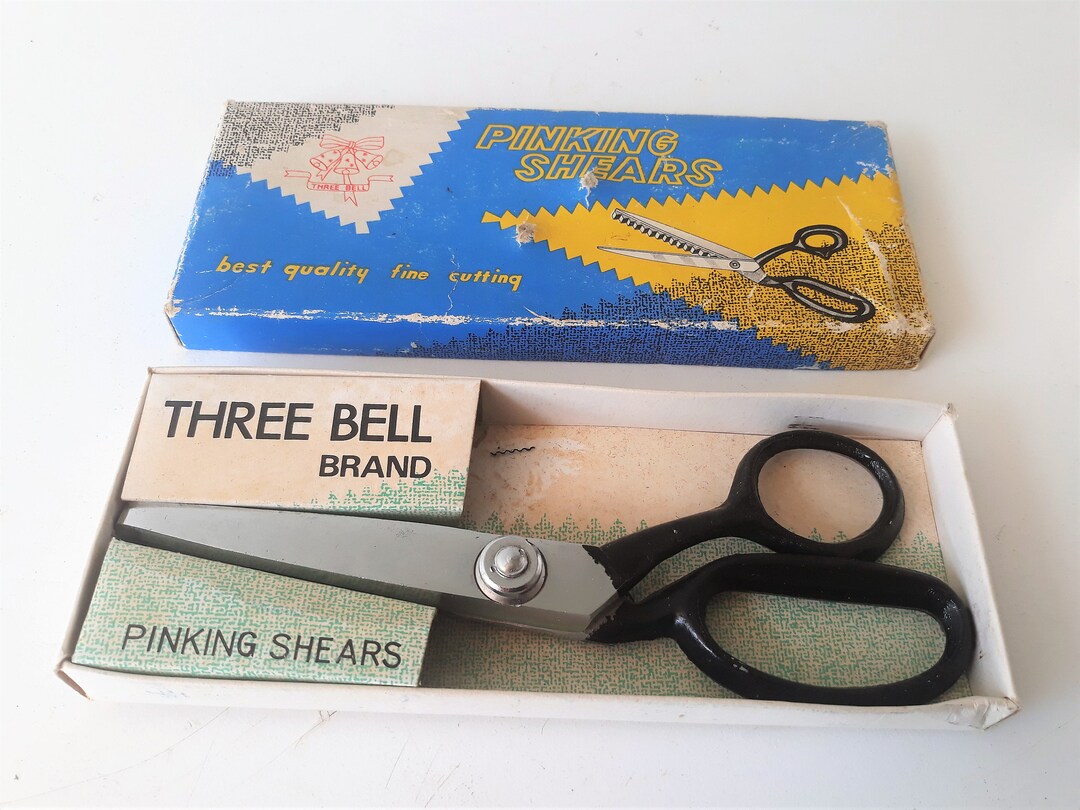 THREE BELL
PINKING
SHEARS
best quality fine cutting
THREE BELL
BRAND
PINKING SHEARS